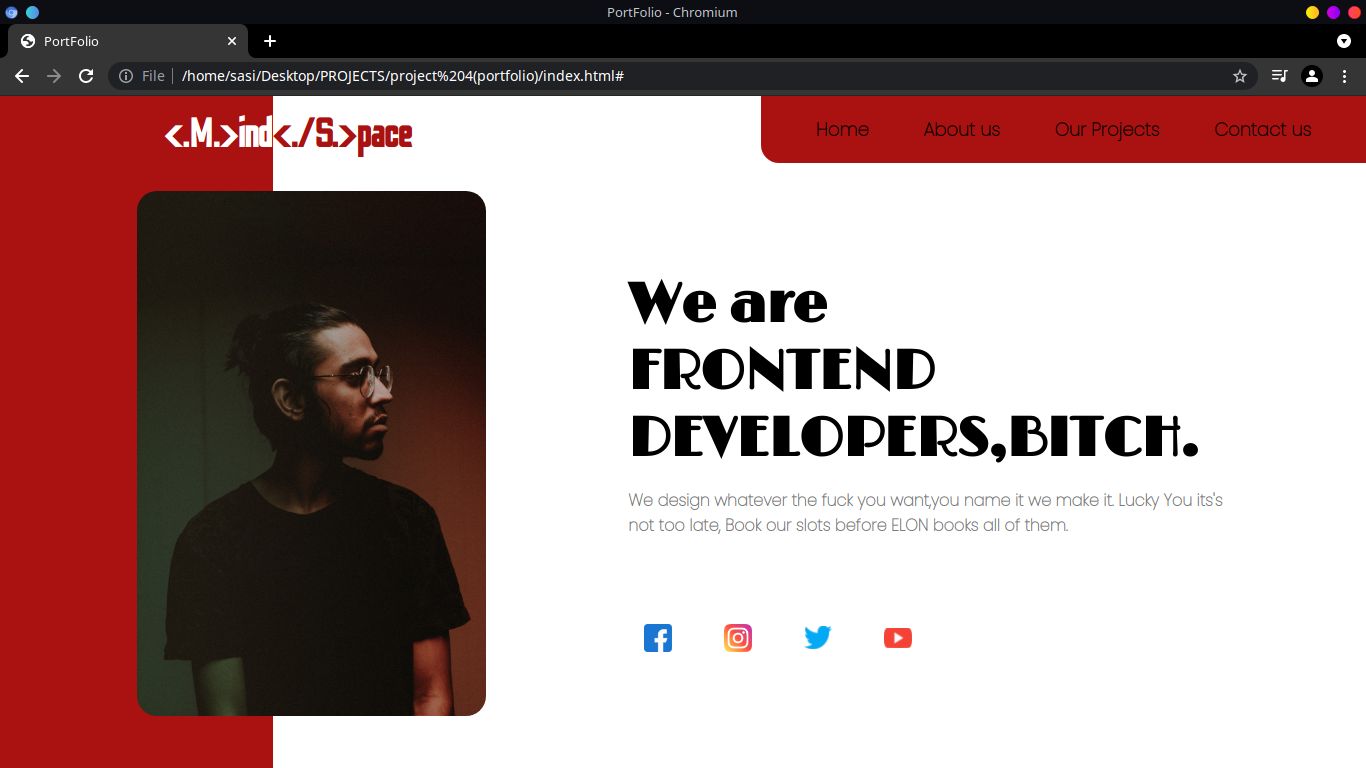 PortFolio - Chromium
PortFolio
File /home/sasi/Desktop/PROJECTS/project%204(portfolio)/index.html#
<.M.>ind<./S.>pace
Home About us Our Projects Contact us
We are
FRONTEND
DEVELOPERS,BITCH.
We design whatever the fuck you want,you name it we make it. Lucky You its's
not too late, Book our slots before ELON books all of them.